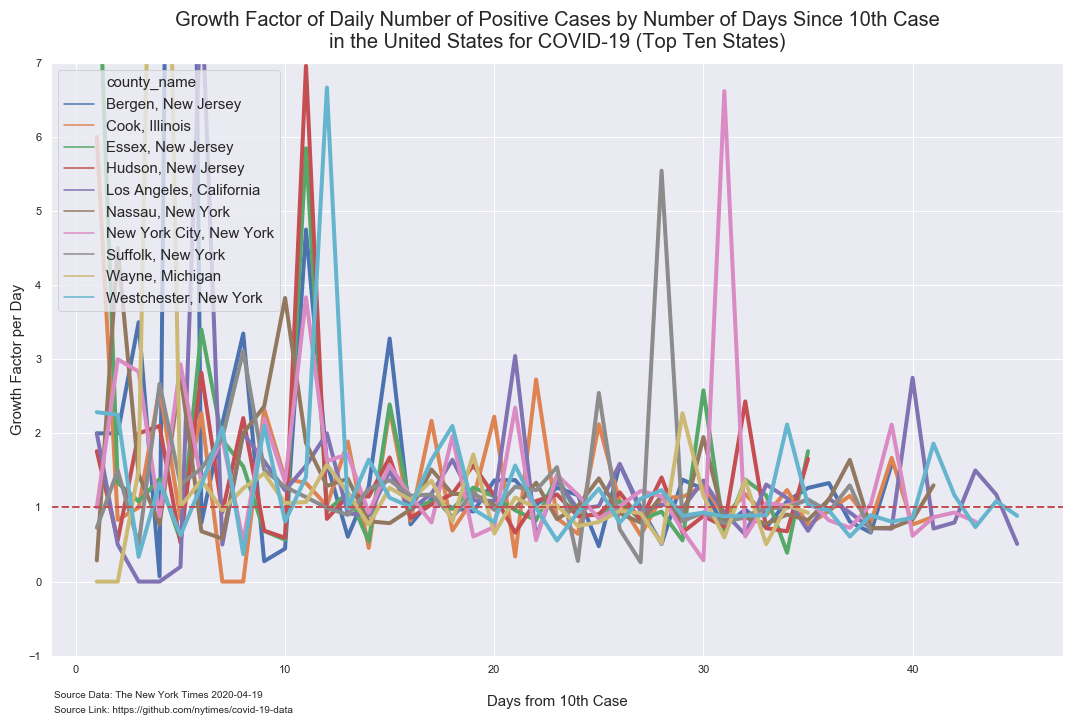 Growth Factor of Daily Number of Positive Cases by Number of Days Since 10th Case
in the United States for COVID-19 (Top Ten States)
7
6
5
4
3
2
1
0
−1
Growth Factor per Day
county_name
Bergen, New Jersey
Cook, Illinois
Essex, New Jersey
Hudson, New Jersey
Los Angeles, California
Nassau, New York
New York City, New York
Suffolk, New York
Wayne, Michigan
Westchester, New York
0 10 20 30 40
Days from 10th Case
Source Data: The New York Times 2020-04-19
Source Link: https://github.com/nytimes/covid-19-data